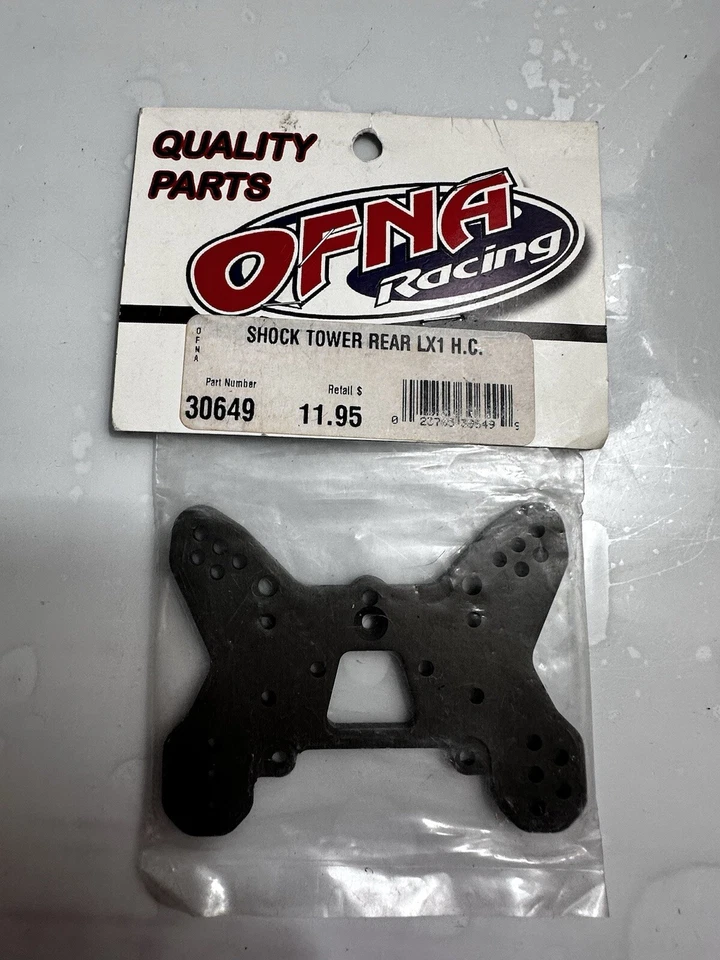 QUALITY
PARTS
OFNA
Racing
OFNA
SHOCK TOWER REAR LX1 H.C.
Part Number
Retail $
30649
11.95